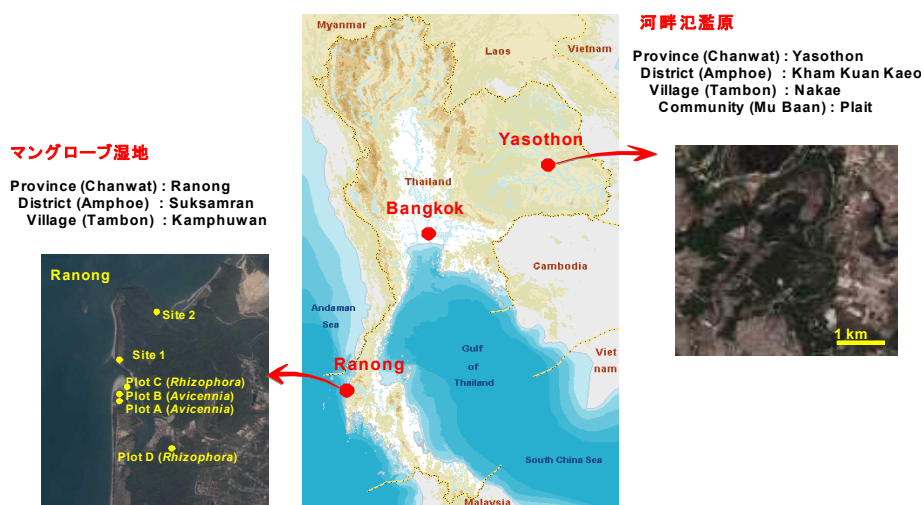 マングローブ湿地
Province (Chanwat) : Ranong
District (Amphoe) : Suksamran
Village (Tambon) : Kamphuwan
Ranong
Site 2
Site 1
Plot C (Rhizophora)
Plot B (Avicennia)
Plot A (Avicennia)
Plot D (Rhizophora)
Myanmar
Laos
Vietnam
Yasothon
Thailand
Bangkok
Cambodia
Andaman
Sea
Gulf
of
Thailand
Viet
nam
Ranong
South China Sea
Malaysia
河畔氾濫原
Province (Chanwat) : Yasothon
District (Amphoe) : Kham Kuan Kaeo
Village (Tambon) : Nakae
Community (Mu Baan) : Plait
1 km